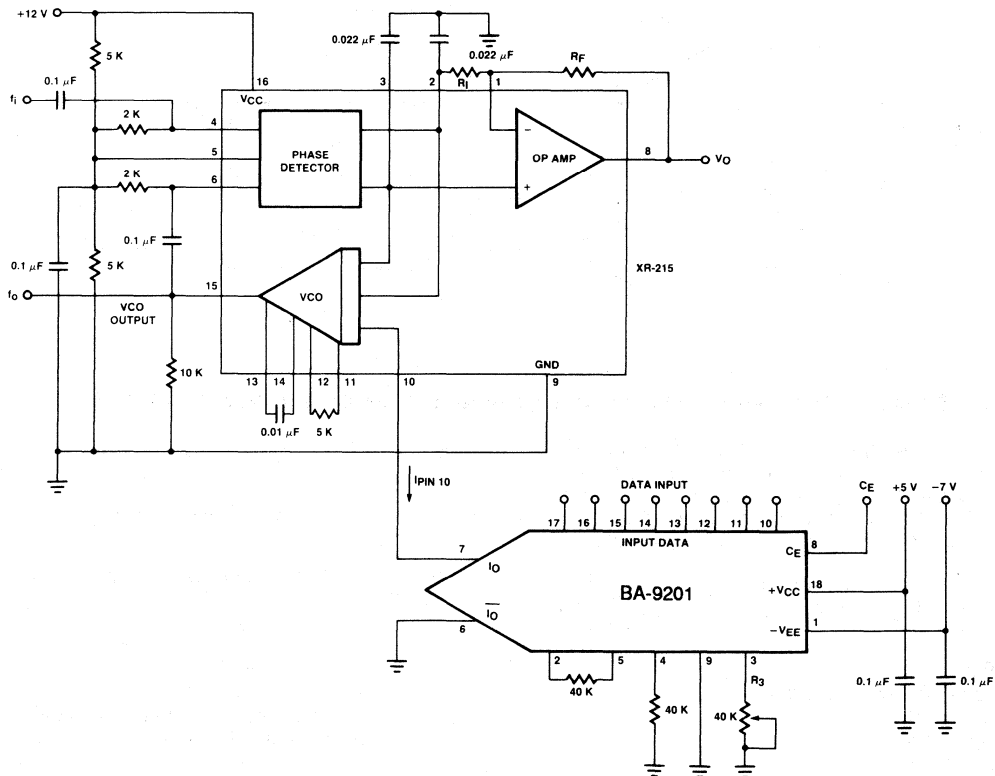 +12 V
5 K
0.1 μF
fi
2 K
16
VCC
4
5
6
2 K
PHASE DETECTOR
0.022 μF
0.022 μF
3
2
RI
1
RF
−
+
OP AMP
8
VO
0.1 μF
0.1 μF
5 K
fo
VCO OUTPUT
15
VCO
XR-215
10 K
GND
9
13
14
12
11
10
0.01 μF
5 K
IPIN 10
DATA INPUT
17
16
15
14
13
12
11
10
INPUT DATA
CE
+5 V
−7 V
CE
8
+VCC
18
−VEE
1
BA-9201
7
IO
IO
6
2
5
40 K
4
40 K
9
3
R3
40 K
0.1 μF
0.1 μF